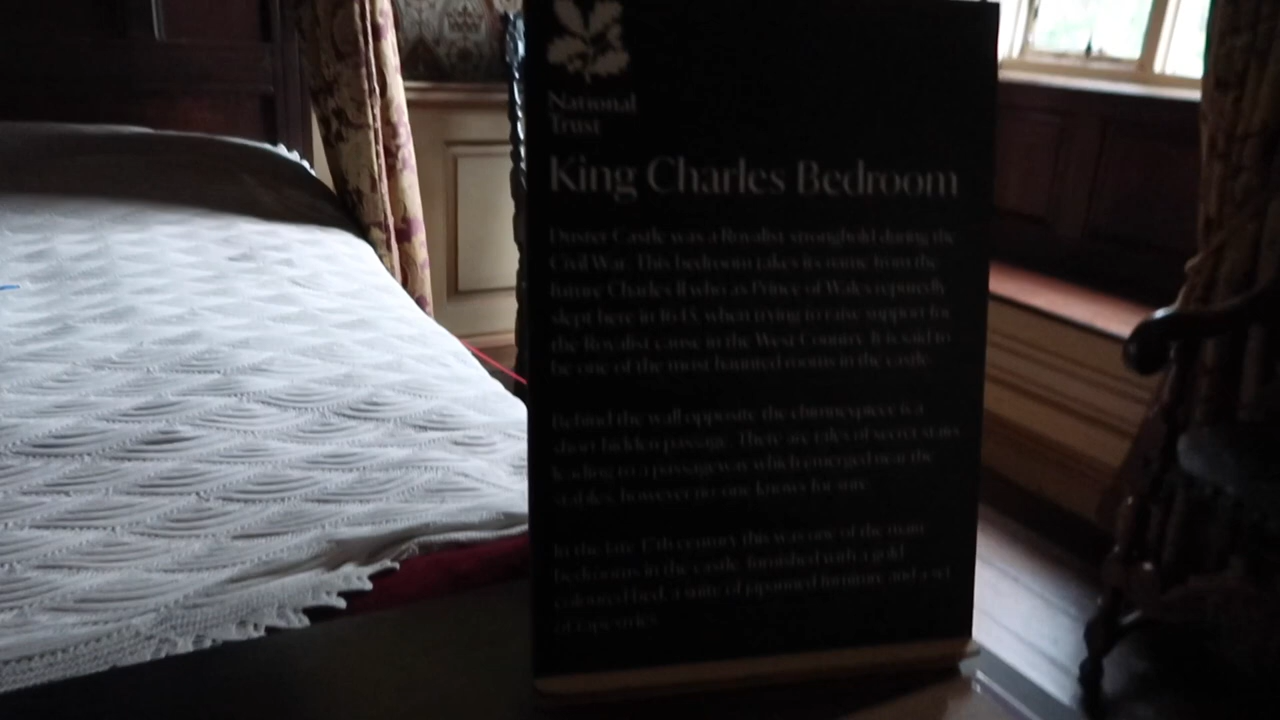 National
Trust
King Charles Bedroom
Dunster Castle was a Royalist stronghold during the
Civil War. This bedroom takes its name from the
future Charles II who as Prince of Wales reputedly
slept here in 1645, when trying to raise support for
the Royalist cause in the West Country. It is said to
be one of the most haunted rooms in the castle.
Behind the wall opposite the chimneypiece is a
short hidden passage. There are tales of secret stairs
leading to a passageway which emerged near the
stables, however no-one knows for sure.
In the late 17th century this was one of the main
bedrooms in the castle, furnished with a gold
coloured bed, a suite of japanned furniture and a set
of tapestries.